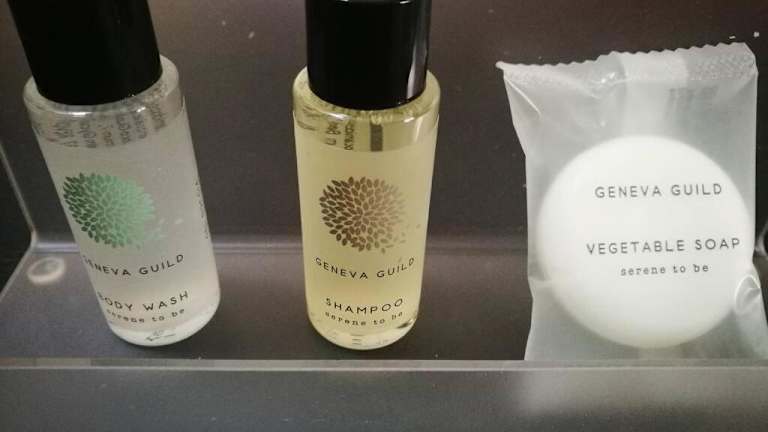 GENEVA GUILD
BODY WASH
serene to be
GENEVA GUILD
SHAMPOO
serene to be
GENEVA GUILD
VEGETABLE SOAP
serene to be